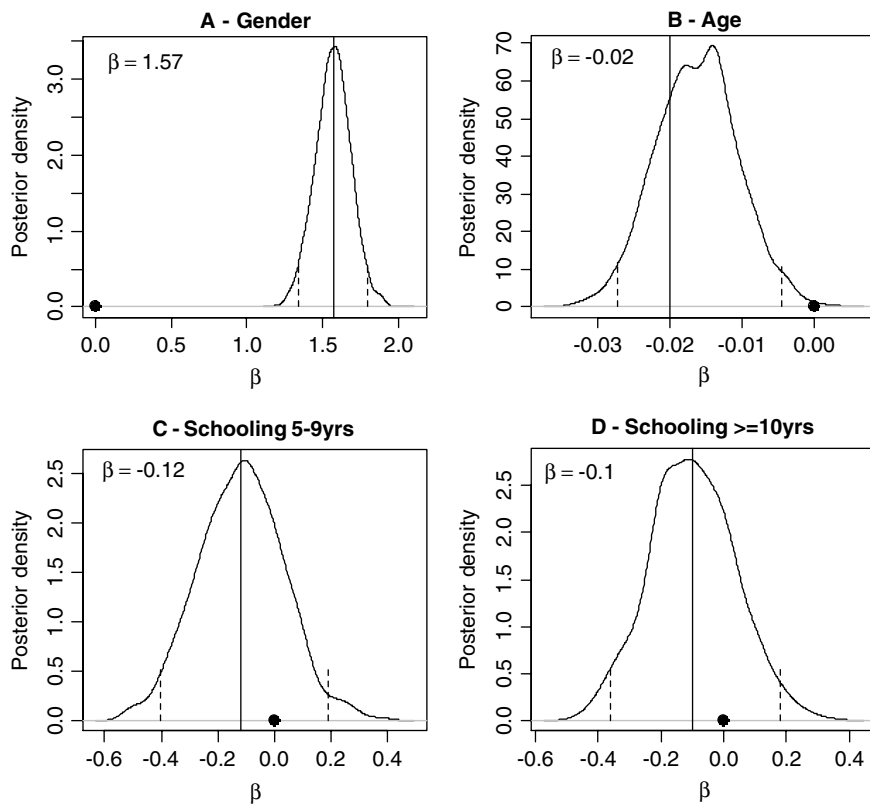 A - Gender
β = 1.57
Posterior density
0.0
1.0
2.0
3.0
0.0
1.0
1.5
2.0
β
B - Age
β = -0.02
Posterior density
0
10
20
30
40
50
60
70
-0.03
-0.02
-0.01
0.00
β
C - Schooling 5-9yrs
β = -0.12
Posterior density
0.0
0.5
1.0
1.5
2.0
2.5
-0.6
-0.4
-0.2
0.0
0.2
0.4
β
D - Schooling >=10yrs
β = -0.1
Posterior density
0.0
0.5
1.0
1.5
2.0
2.5
-0.6
-0.4
-0.2
0.0
0.2
0.4
β